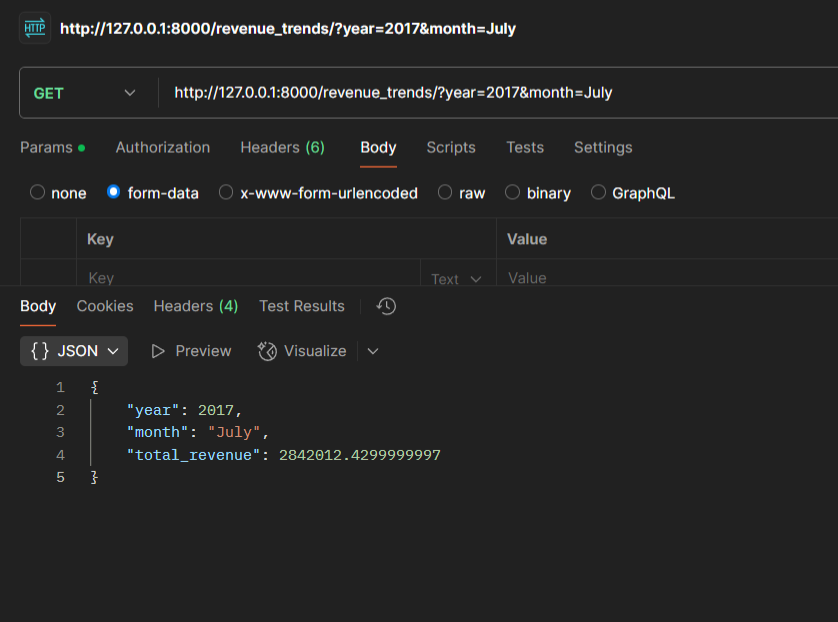 HTTP http://127.0.0.1:8000/revenue_trends/?year=2017&month=July
GET http://127.0.0.1:8000/revenue_trends/?year=2017&month=July
Params Authorization Headers (6) Body Scripts Tests Settings
none form-data x-www-form-urlencoded raw binary GraphQL
Key Value
Key Text Value
Body Cookies Headers (4) Test Results
{} JSON Preview Visualize
1 {
2 "year": 2017,
3 "month": "July",
4 "total_revenue": 2842012.4299999997
5 }